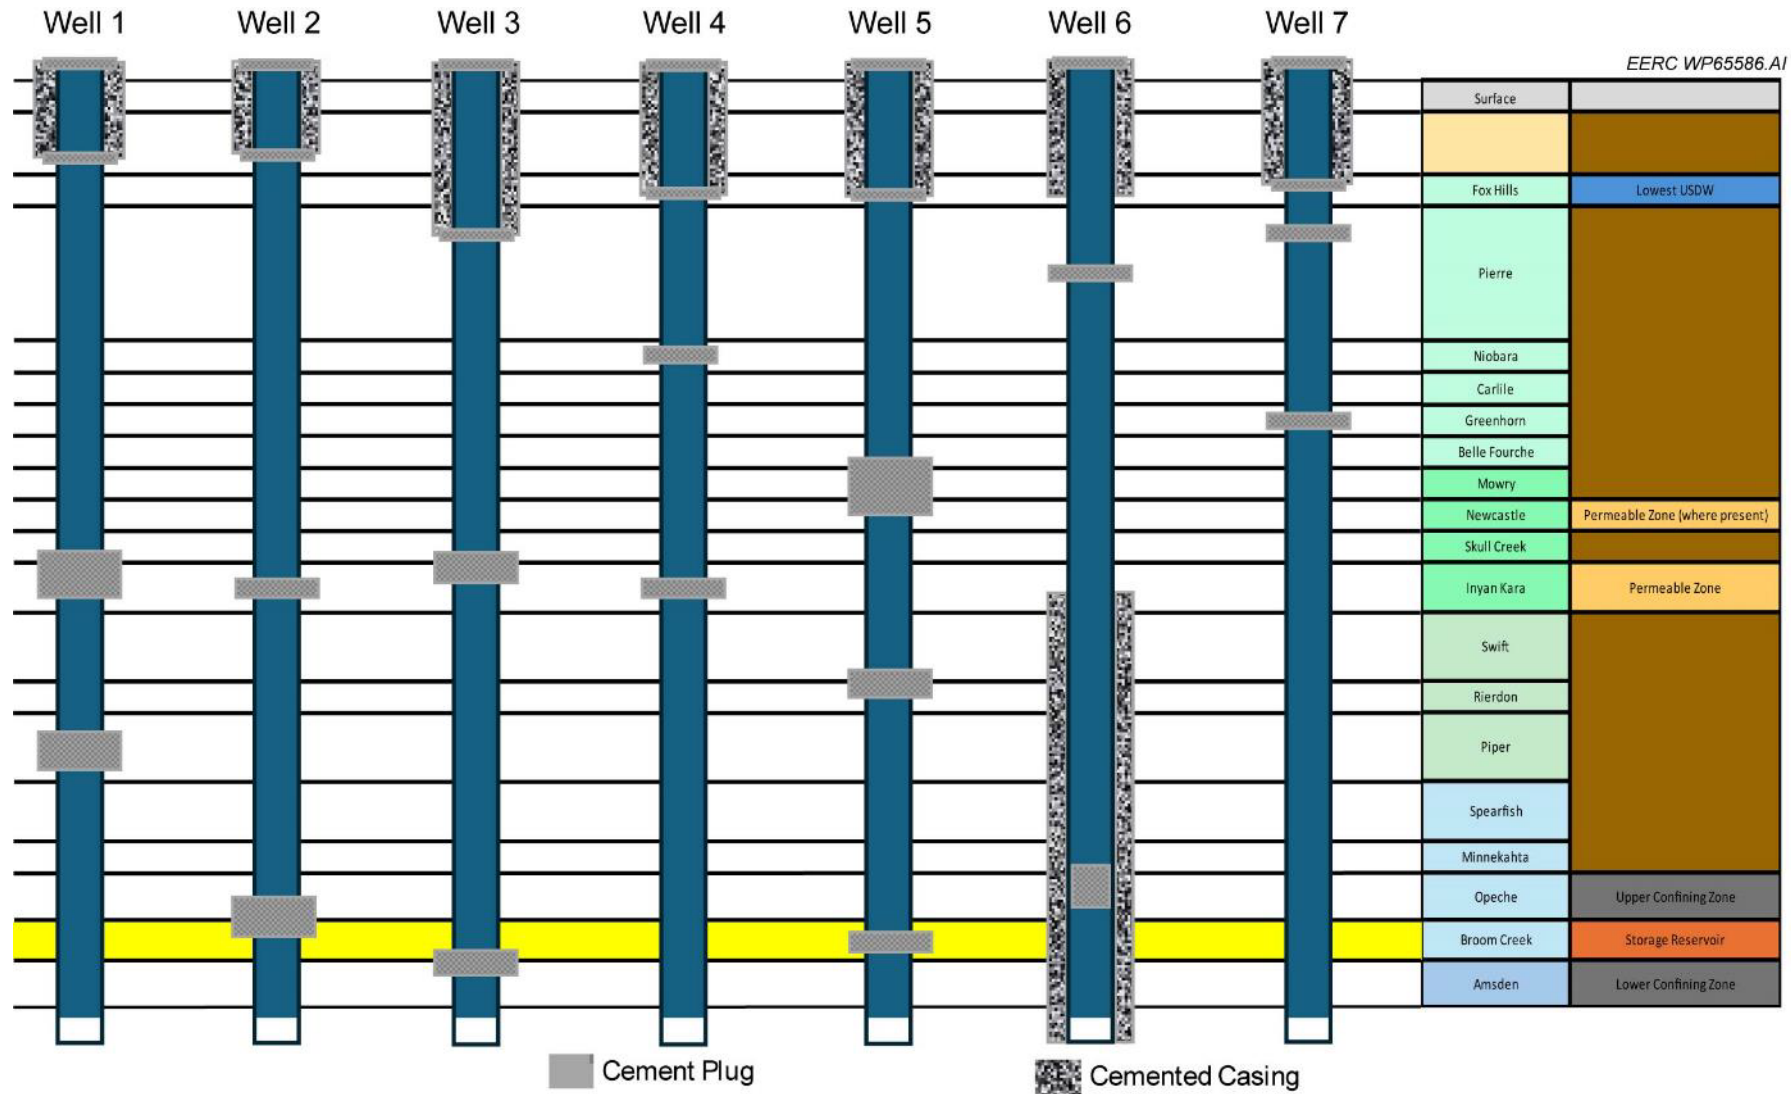 Well 1
Well 2
Well 3
Well 4
Well 5
Well 6
Well 7
EERC WP65586.AI
Surface
Fox Hills
Lowest USDW
Pierre
Niobara
Carlile
Greenhorn
Belle Fourche
Mowry
Newcastle
Permeable Zone (where present)
Skull Creek
Inyan Kara
Permeable Zone
Swift
Rierdon
Piper
Spearfish
Minnekahta
Opeche
Upper Confining Zone
Broom Creek
Storage Reservoir
Amsden
Lower Confining Zone
Cement Plug
Cemented Casing